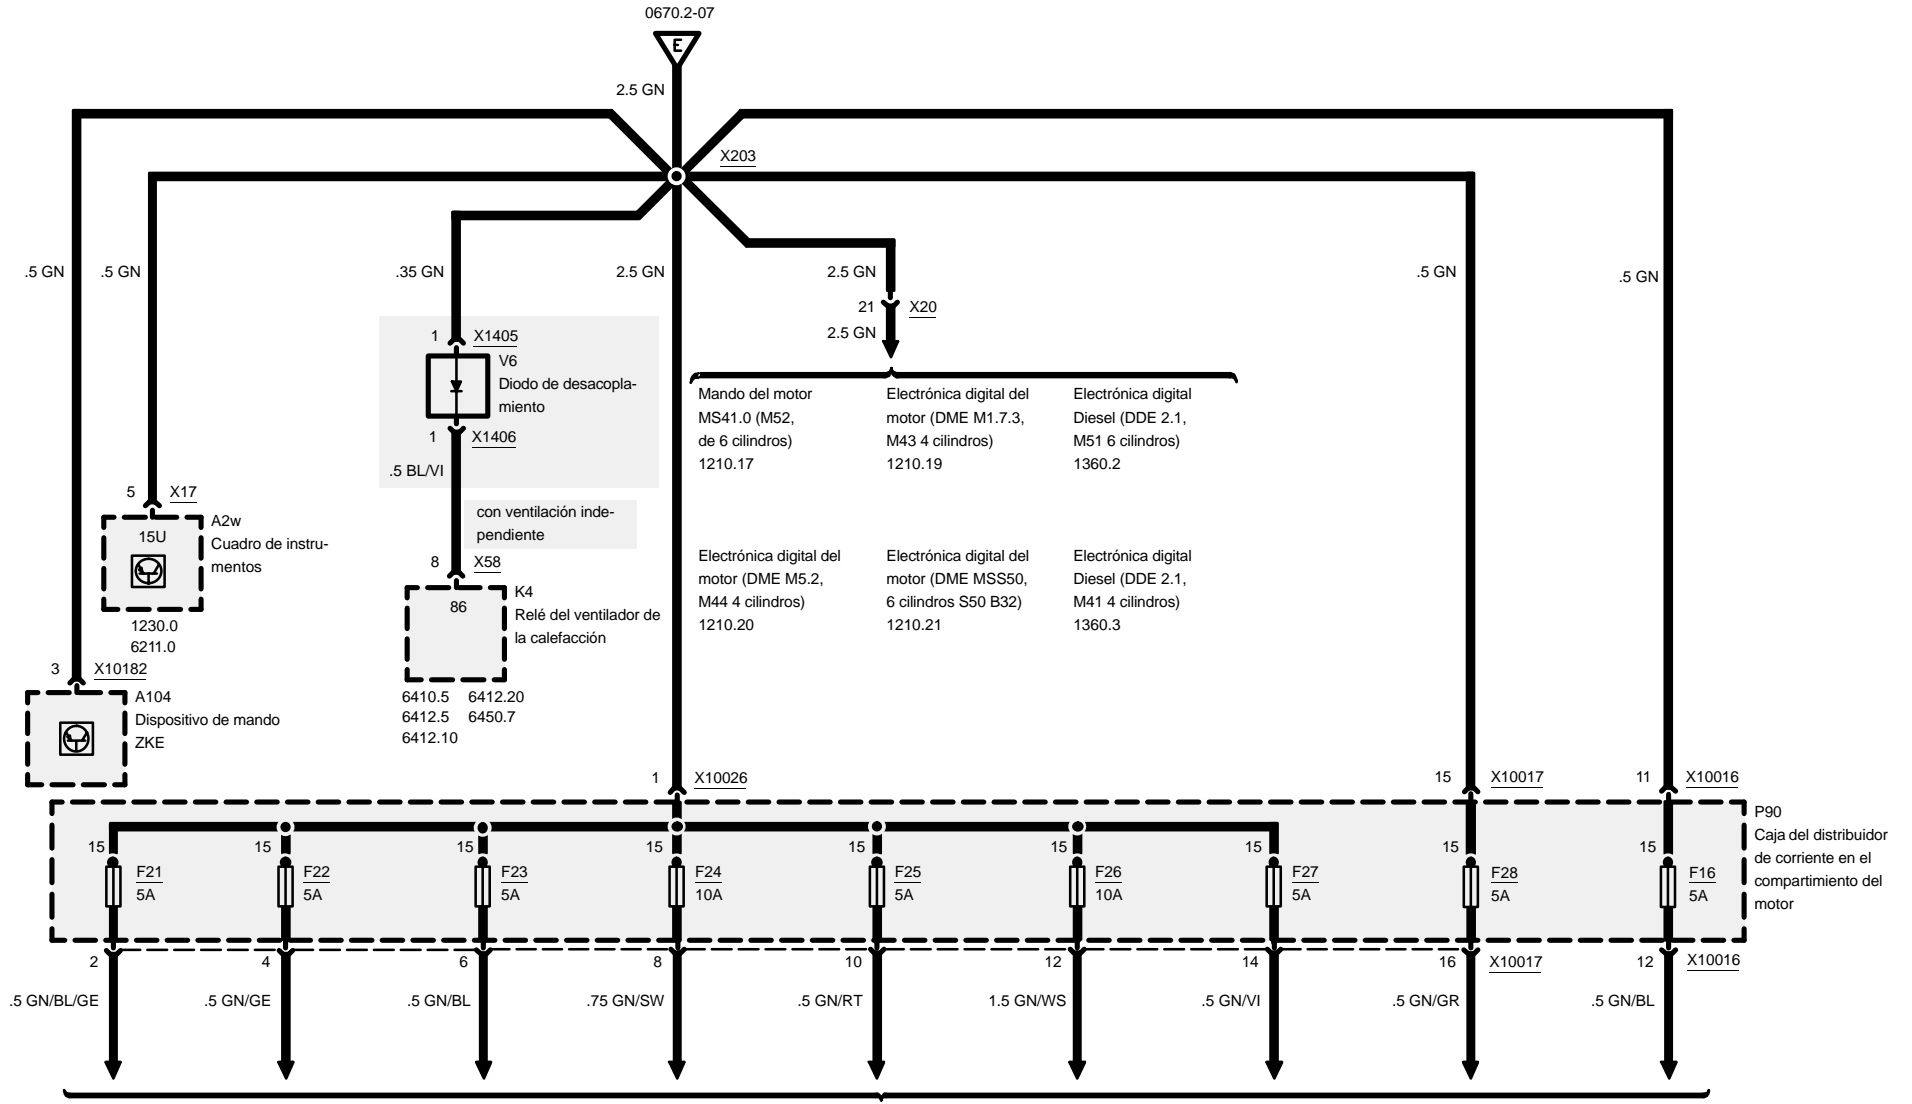 0670.2-07
E
2.5 GN
X203
.5 GN
.5 GN
.35 GN
2.5 GN
2.5 GN
.5 GN
.5 GN
21
X20
2.5 GN
1
X1405
V6
Diodo de desacopla-
miento
1
X1406
.5 BL/VI
con ventilación inde-
pendiente
8
X58
86
K4
Relé del ventilador de
la calefacción
6410.5
6412.20
6412.5
6450.7
6412.10
Mando del motor
MS41.0 (M52,
de 6 cilindros)
1210.17
Electrónica digital del
motor (DME M1.7.3,
M43 4 cilindros)
1210.19
Electrónica digital
Diesel (DDE 2.1,
M51 6 cilindros)
1360.2
Electrónica digital del
motor (DME M5.2,
M44 4 cilindros)
1210.20
Electrónica digital del
motor (DME MSS50,
6 cilindros S50 B32)
1210.21
Electrónica digital
Diesel (DDE 2.1,
M41 4 cilindros)
1360.3
5
X17
15U
A2w
Cuadro de instru-
mentos
1230.0
6211.0
3
X10182
A104
Dispositivo de mando
ZKE
1
X10026
15
X10017
11
X10016
P90
Caja del distribuidor
de corriente en el
compartimiento del
motor
15
F21
5A
15
F22
5A
15
F23
5A
15
F24
10A
15
F25
5A
15
F26
10A
15
F27
5A
15
F28
5A
15
F16
5A
2
4
6
8
10
12
14
16
X10017
12
X10016
.5 GN/BL/GE
.5 GN/GE
.5 GN/BL
.75 GN/SW
.5 GN/RT
1.5 GN/WS
.5 GN/VI
.5 GN/GR
.5 GN/BL